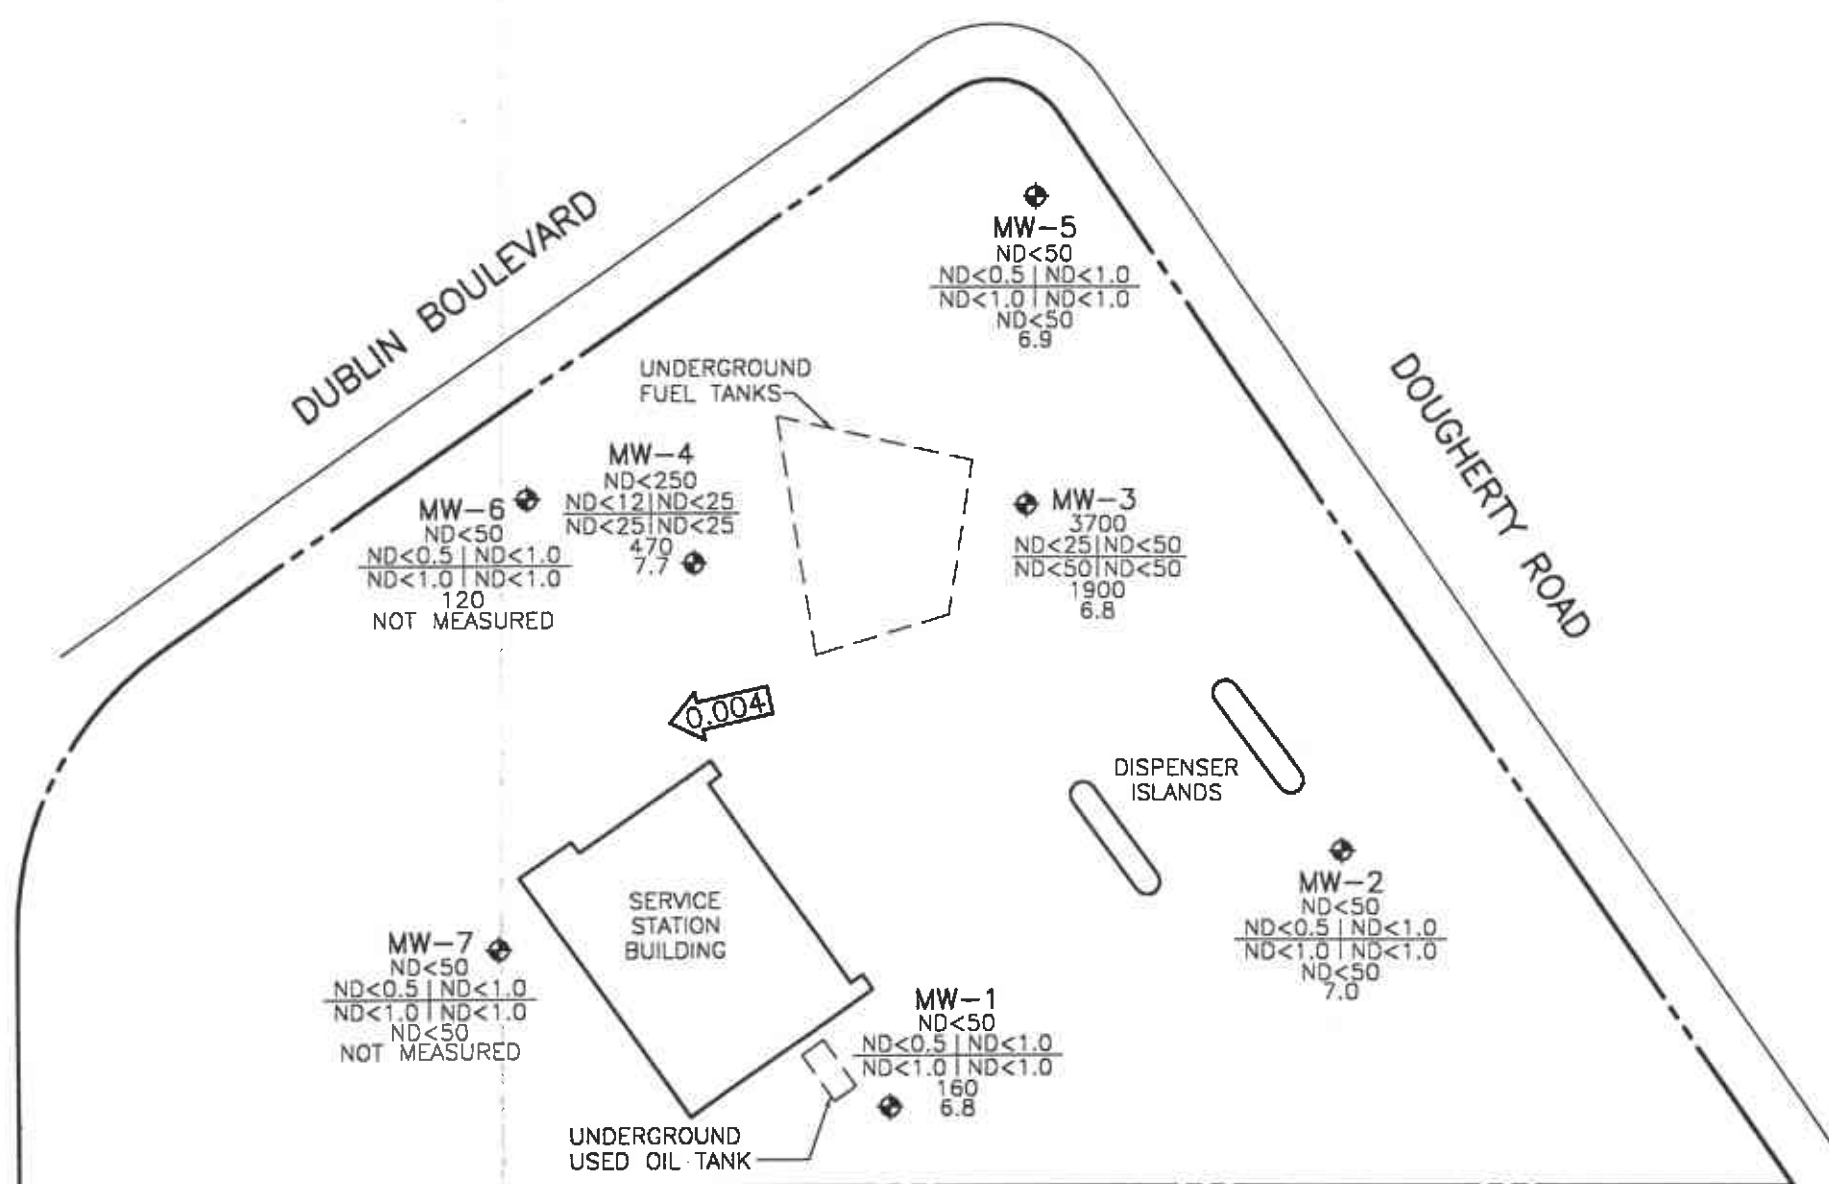 DUBLIN BOULEVARD
DOUGHERTY ROAD
MW-5
ND<50
ND<0.5 | ND<1.0
ND<1.0 | ND<1.0
ND<50
6.9
UNDERGROUND
FUEL TANKS
MW-4
ND<250
ND<12|ND<25
ND<25|ND<25
470
7.7
MW-6
ND<50
ND<0.5 | ND<1.0
ND<1.0 | ND<1.0
120
NOT MEASURED
MW-3
3700
ND<25|ND<50
ND<50|ND<50
1900
6.8
0.004
DISPENSER
ISLANDS
MW-2
ND<50
ND<0.5 | ND<1.0
ND<1.0 | ND<1.0
ND<50
7.0
SERVICE
STATION
BUILDING
MW-7
ND<50
ND<0.5 | ND<1.0
ND<1.0 | ND<1.0
ND<50
NOT MEASURED
MW-1
ND<50
ND<0.5 | ND<1.0
ND<1.0 | ND<1.0
160
6.8
UNDERGROUND
USED OIL TANK